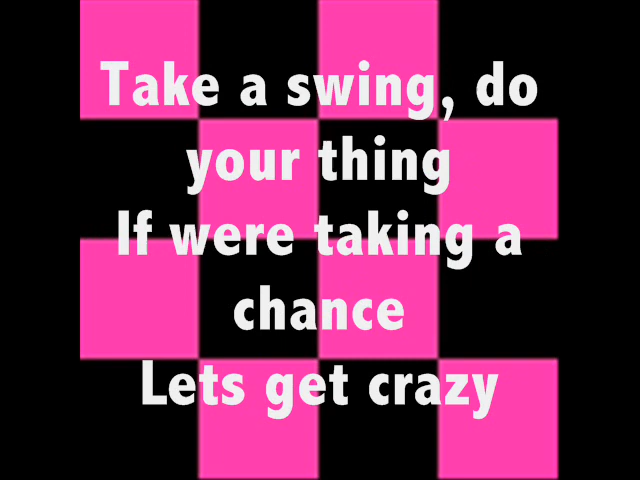 Take a swing, do
your thing
If were taking a
chance
Lets get crazy